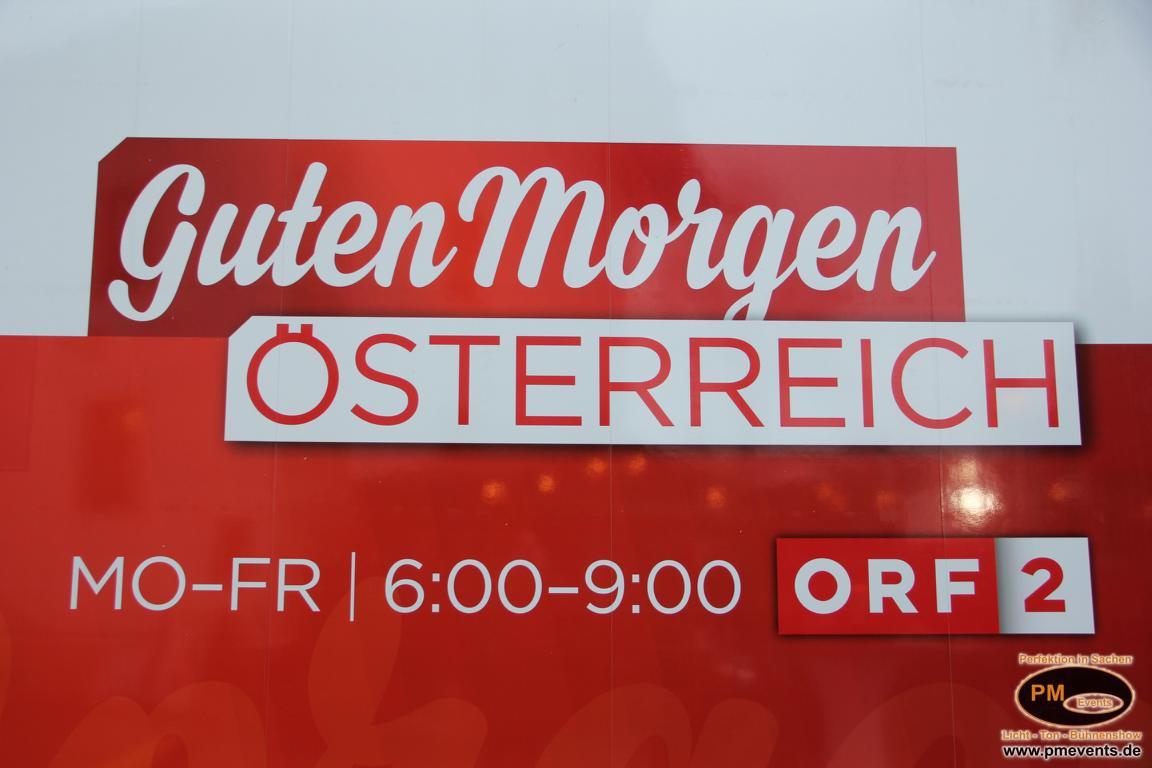 Guten Morgen
ÖSTERREICH
MO–FR | 6:00–9:00 ORF 2
Perfektion in Sachen
PM Events
Licht - Ton - Bühnenshow
www.pmevents.de